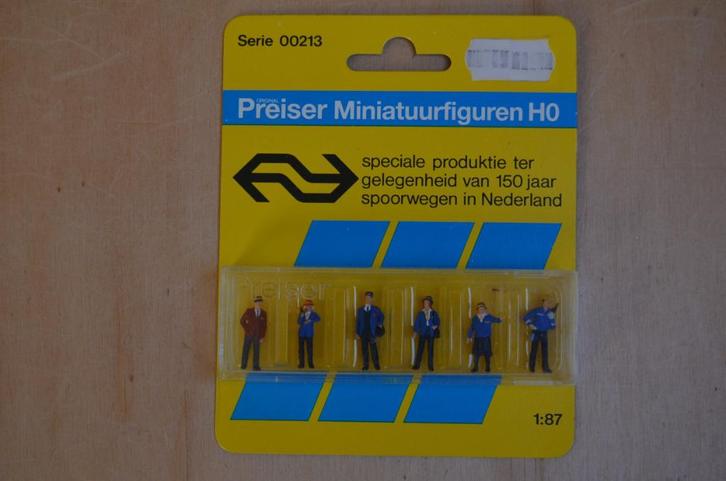 Serie 00213
ORIGINAL
Preiser Miniatuurfiguren H0
speciale produktie ter
gelegenheid van 150 jaar
spoorwegen in Nederland
Preiser
1:87